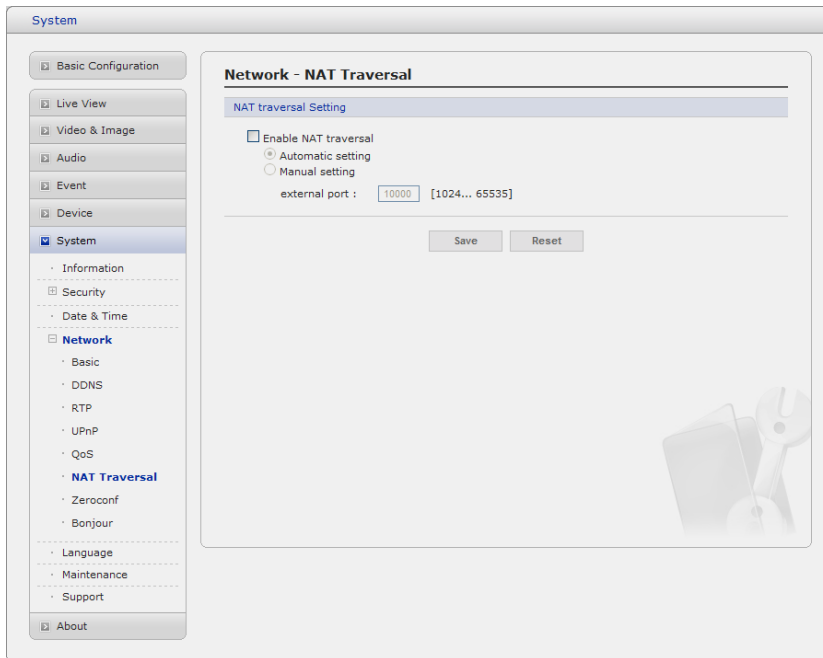 System
Basic Configuration
Live View
Video & Image
Audio
Event
Device
System
· Information
Security
· Date & Time
Network
· Basic
· DDNS
· RTP
· UPnP
· QoS
· NAT Traversal
· Zeroconf
· Bonjour
· Language
· Maintenance
· Support
About
Network - NAT Traversal
NAT traversal Setting
Enable NAT traversal
Automatic setting
Manual setting
external port : 10000 [1024... 65535]
Save Reset